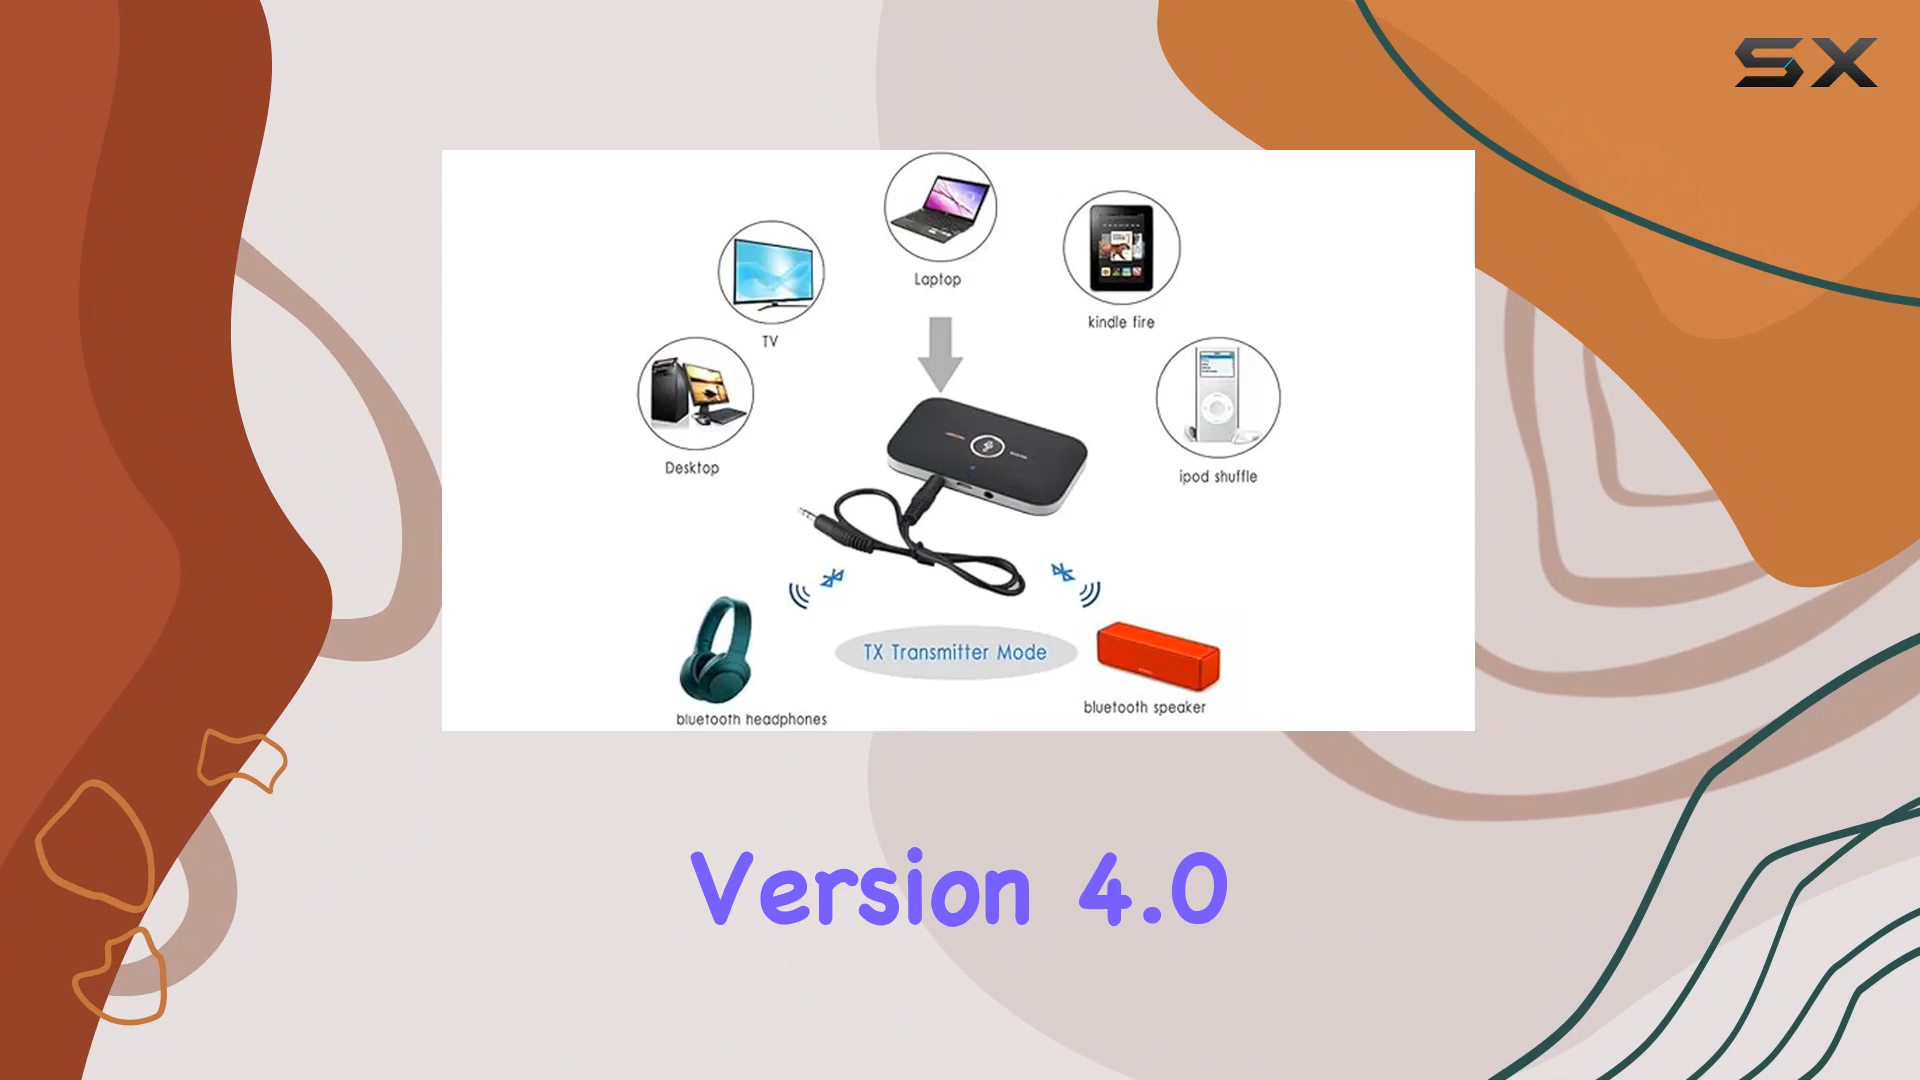 SX
Laptop
kindle fire
TV
Desktop
ipod shuffle
TX Transmitter Mode
bluetooth speaker
bluetooth headphones
Version 4.0